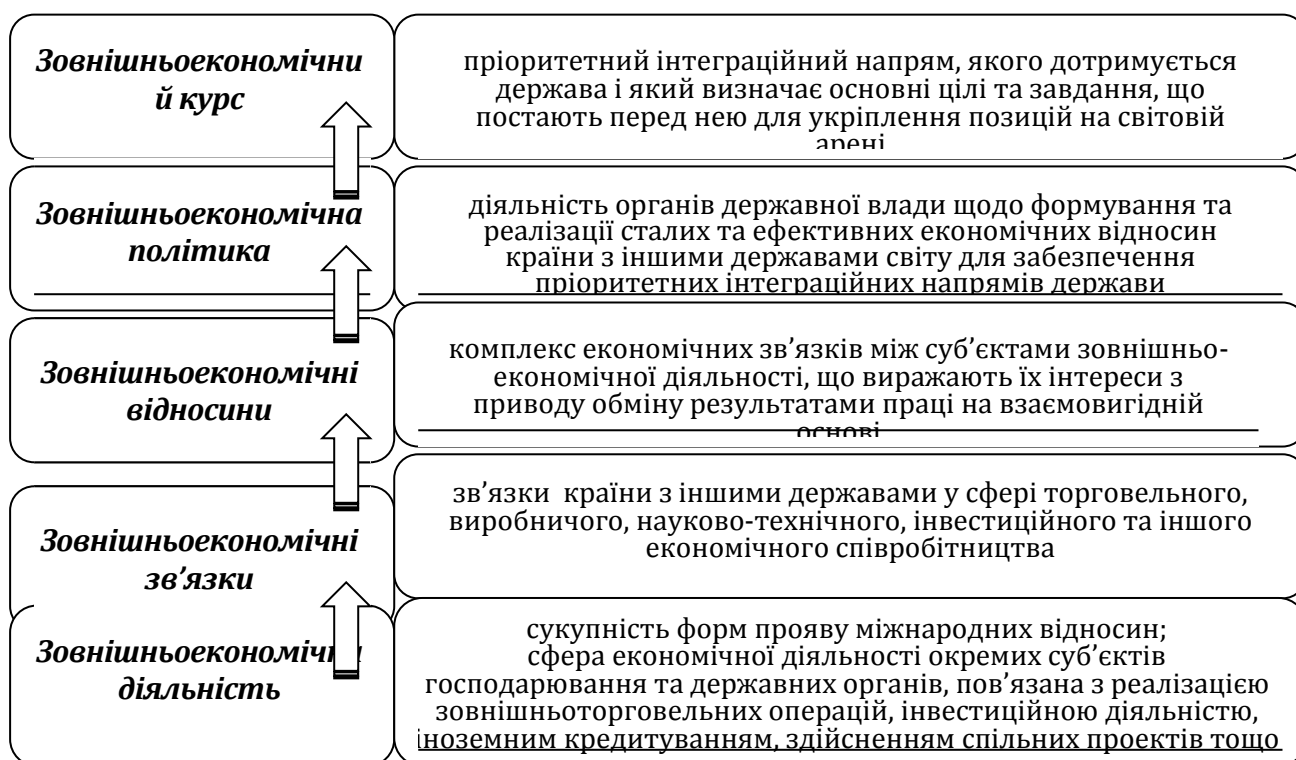 Зовнішньоекономічни
й курс
пріоритетний інтеграційний напрям, якого дотримується
держава і який визначає основні цілі та завдання, що
постають перед нею для укріплення позицій на світовій
арені
Зовнішньоекономічна
політика
діяльність органів державної влади щодо формування та
реалізації сталих та ефективних економічних відносин
країни з іншими державами світу для забезпечення
пріоритетних інтеграційних напрямів держави
Зовнішньоекономічні
відносини
комплекс економічних зв’язків між суб’єктами зовнішньо-
економічної діяльності, що виражають їх інтереси з
приводу обміну результатами праці на взаємовигідній
основі
Зовнішньоекономічні
зв’язки
зв’язки країни з іншими державами у сфері торговельного,
виробничого, науково-технічного, інвестиційного та іншого
економічного співробітництва
Зовнішньоекономічна
діяльність
сукупність форм прояву міжнародних відносин;
сфера економічної діяльності окремих суб’єктів
господарювання та державних органів, пов’язана з реалізацією
зовнішньоторговельних операцій, інвестиційною діяльністю,
іноземним кредитуванням, здійсненням спільних проектів тощо